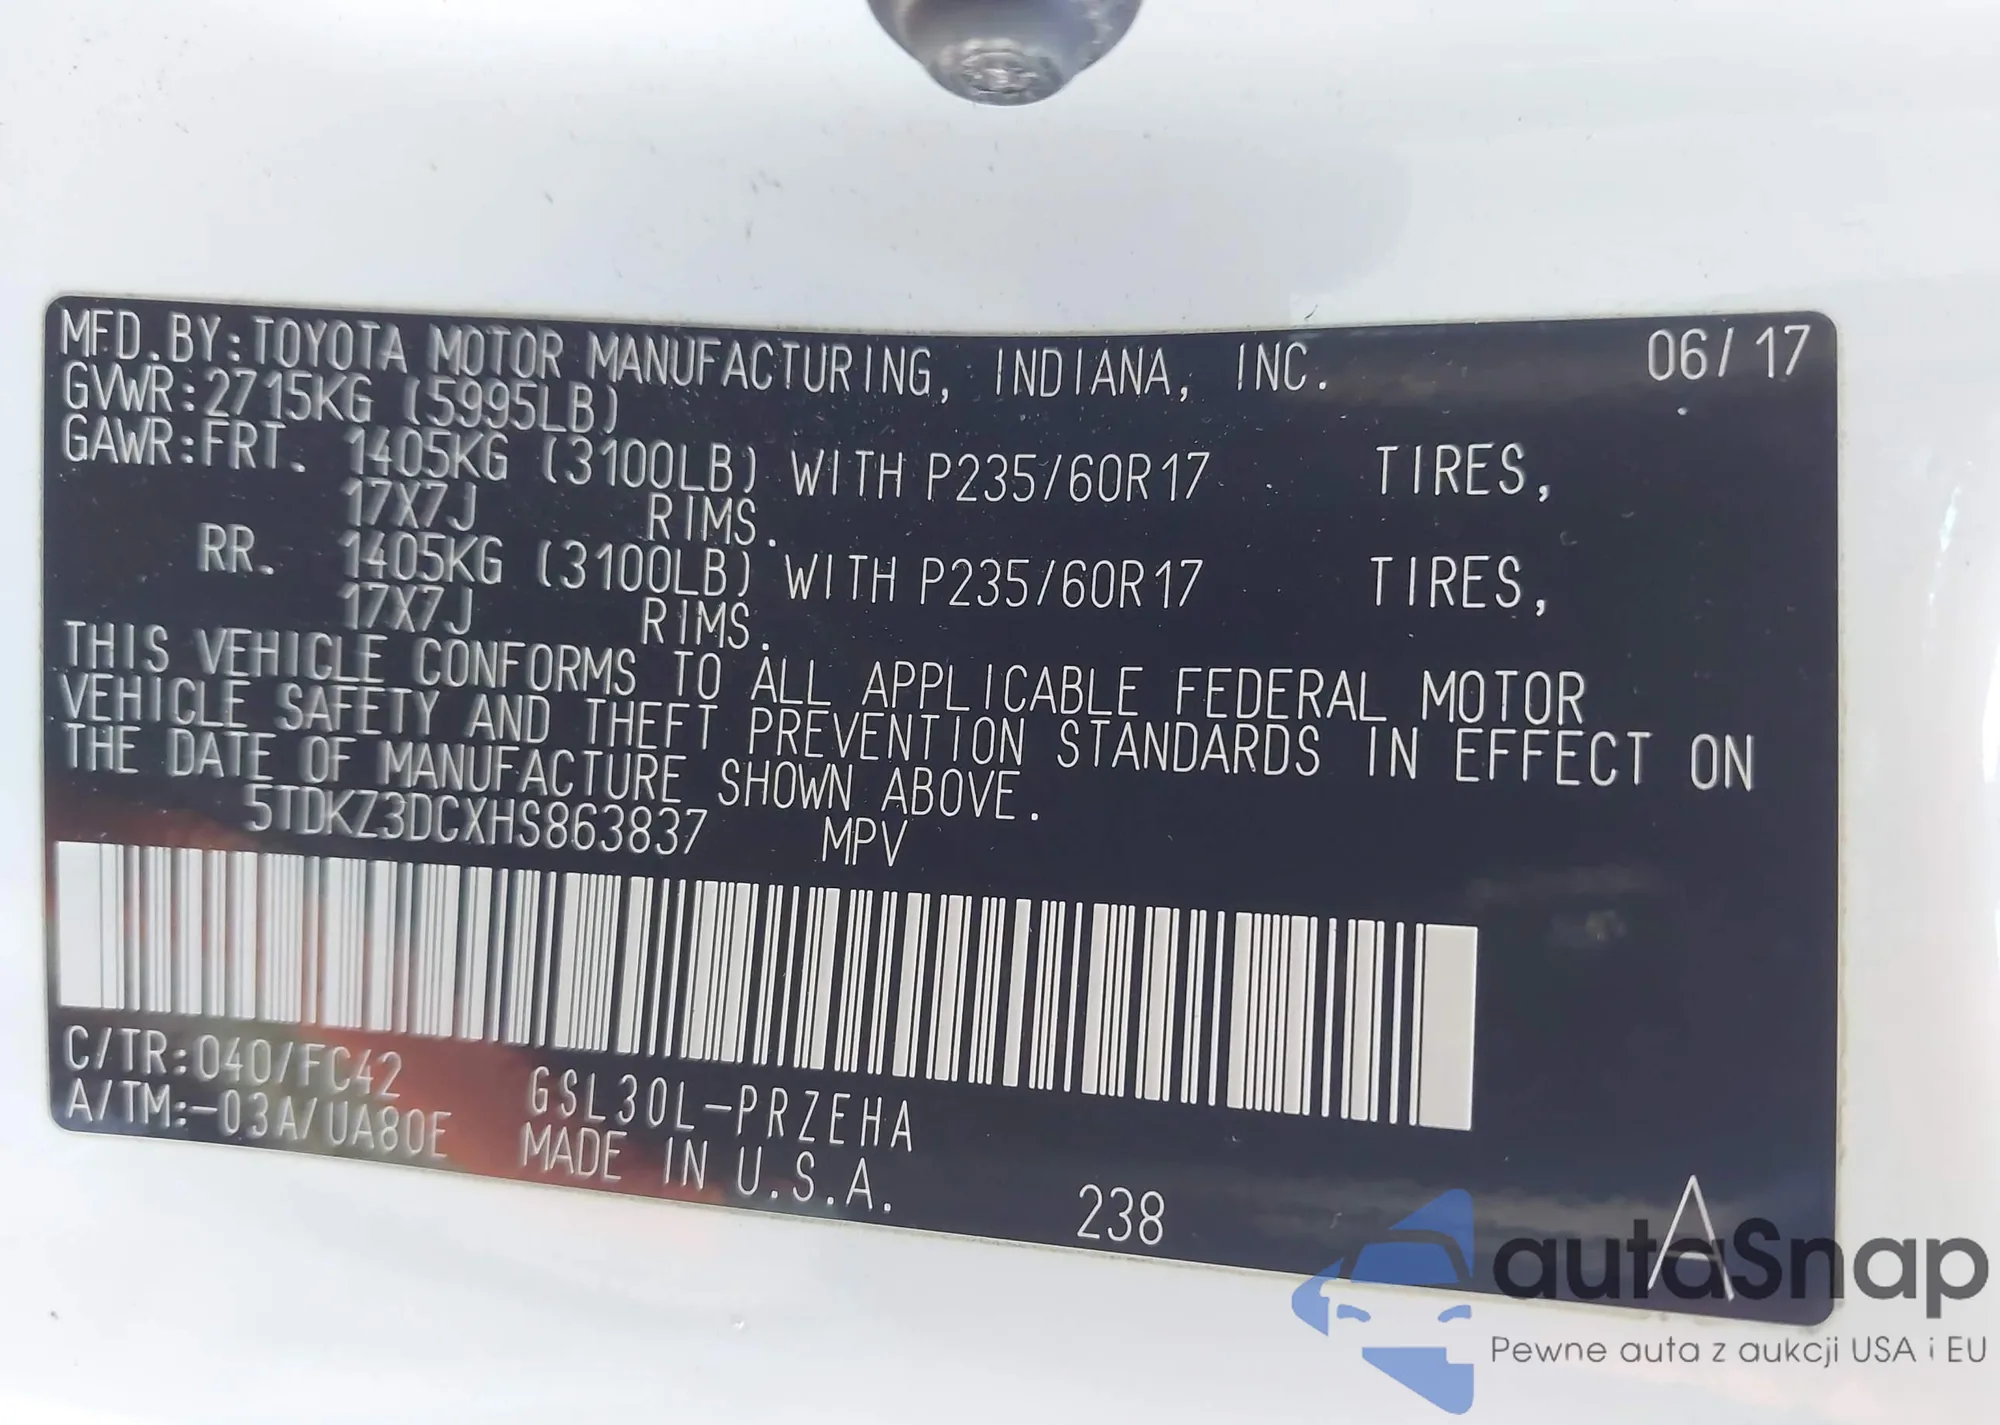 MFD.BY:TOYOTA MOTOR MANUFACTURING, INDIANA, INC. 06/17
GVWR:2715KG (5995LB)
GAWR:FRT. 1405KG (3100LB) WITH P235/60R17 TIRES,
17X7J RIMS.
RR. 1405KG (3100LB) WITH P235/60R17 TIRES,
17X7J RIMS.
THIS VEHICLE CONFORMS TO ALL APPLICABLE FEDERAL MOTOR
VEHICLE SAFETY AND THEFT PREVENTION STANDARDS IN EFFECT ON
THE DATE OF MANUFACTURE SHOWN ABOVE.
5TDKZ3DCXHS863837 MPV
C/TR:040/FC42 GSL30L-PRZEHA
A/TM:-03A/UA80E MADE IN U.S.A. 238 A
autaSnap
Pewne auta z aukcji USA i EU